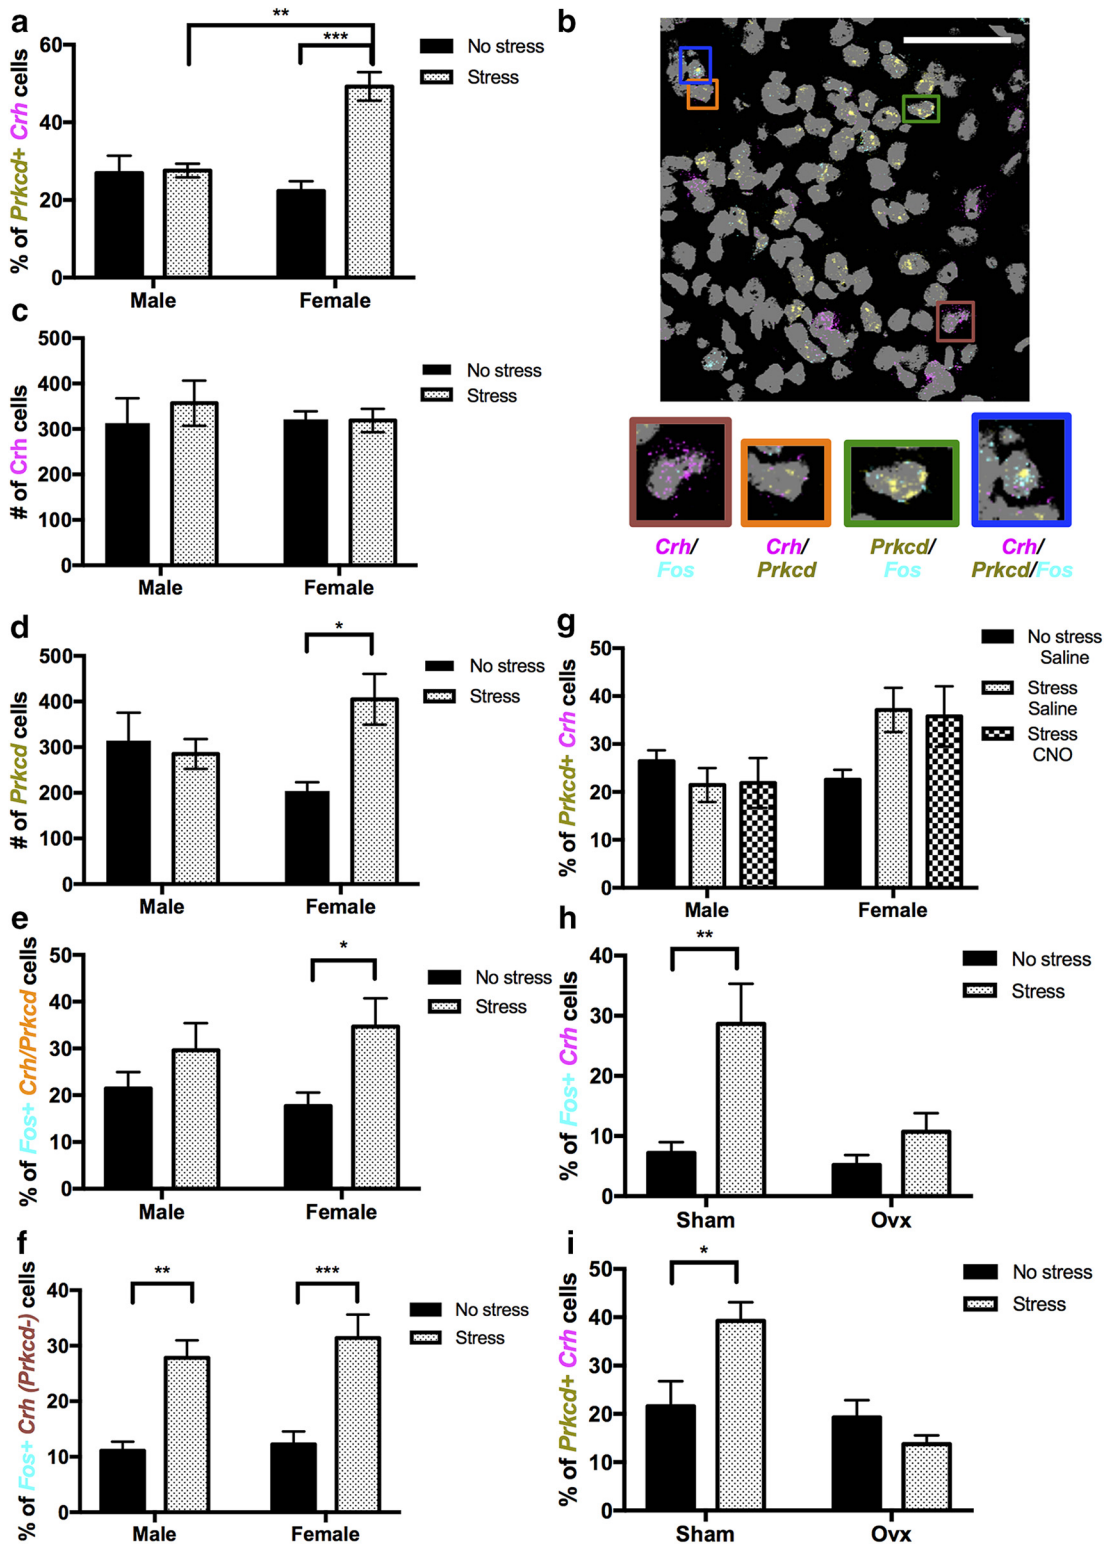 a
**
***
60
40
20
0
% of Prkcd+ Crh cells
No stress
Stress
Male
Female
b
Crh/
Fos
Crh/
Prkcd
Prkcd/
Fos
Crh/
Prkcd/Fos
c
500
400
300
200
100
0
# of Crh cells
No stress
Stress
Male
Female
d
*
500
400
300
200
100
0
# of Prkcd cells
No stress
Stress
Male
Female
e
*
50
40
30
20
10
0
% of Fos+ Crh/Prkcd cells
No stress
Stress
Male
Female
f
**
***
40
30
20
10
0
% of Fos+ Crh (Prkcd-) cells
No stress
Stress
Male
Female
g
50
40
30
20
10
0
% of Prkcd+ Crh cells
No stress
Saline
Stress
Saline
Stress
CNO
Male
Female
h
**
40
30
20
10
0
% of Fos+ Crh cells
No stress
Stress
Sham
Ovx
i
*
50
40
30
20
10
0
% of Prkcd+ Crh cells
No stress
Stress
Sham
Ovx